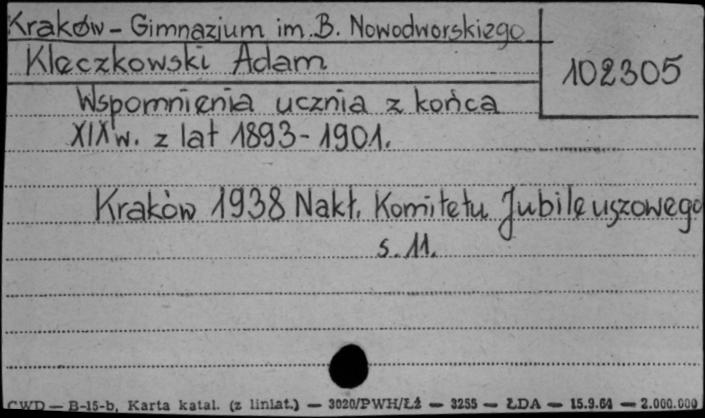 Kraków - Gimnazjum im. B. Nowodworskiego
Kleczkowski Adam
102305
Wspomnienia ucznia z końca
XIX w. z lat 1893-1901.
Kraków 1938 Nakł. Komitetu Jubileuszowego
s. 11.
CWD — B-15-b, Karta katal. (z liniat.) — 3020/PWH/ŁŻ — 3255 — ŁDA — 15.9.64 — 2.000.000